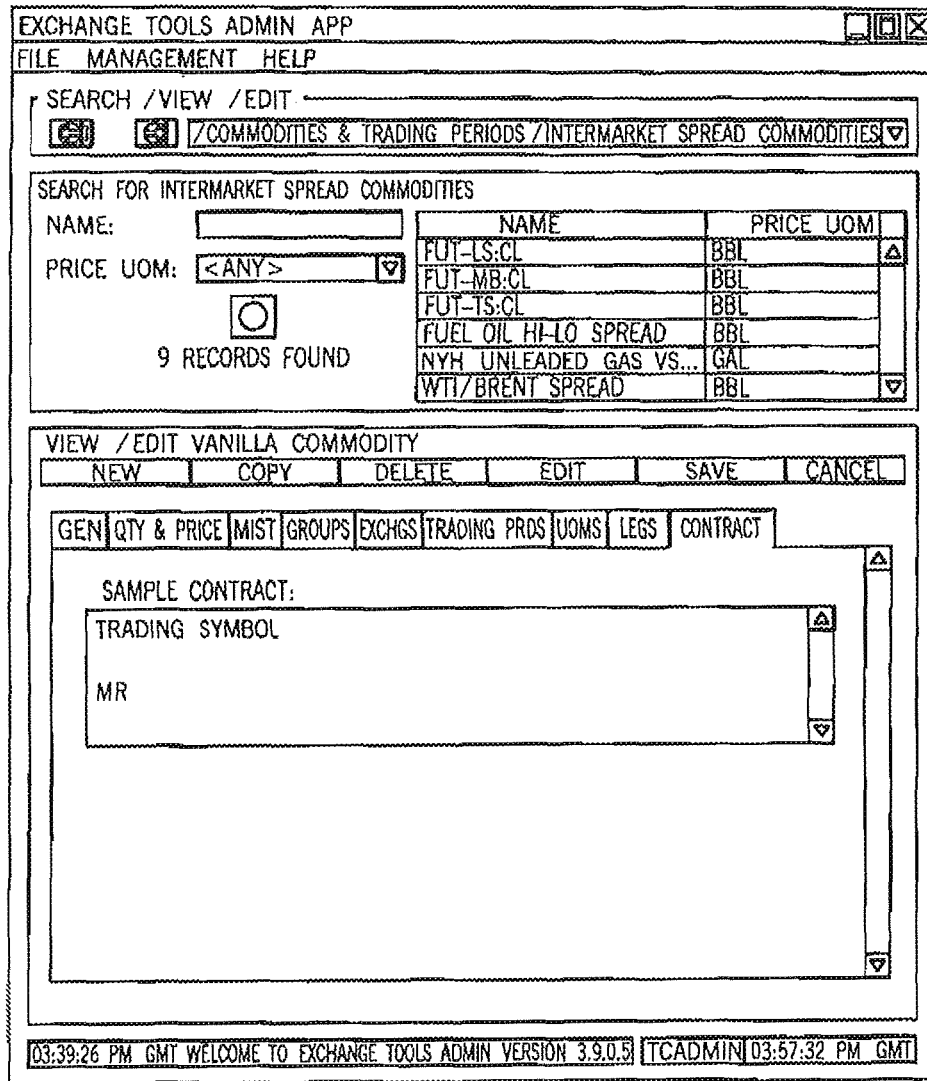 EXCHANGE TOOLS ADMIN APP
FILE MANAGEMENT HELP
SEARCH /VIEW /EDIT
/COMMODITIES & TRADING PERIODS /INTERMARKET SPREAD COMMODITIES
SEARCH FOR INTERMARKET SPREAD COMMODITIES
NAME:
PRICE UOM: <ANY>
9 RECORDS FOUND
NAME PRICE UOM
FUT-LS:CL BBL
FUT-MB:CL BBL
FUT-TS:CL BBL
FUEL OIL HI-LO SPREAD BBL
NYH UNLEADED GAS VS... GAL
WTI/BRENT SPREAD BBL
VIEW /EDIT VANILLA COMMODITY
NEW COPY DELETE EDIT SAVE CANCEL
GEN QTY & PRICE MIST GROUPS EXCHGS TRADING PRDS UOMS LEGS CONTRACT
SAMPLE CONTRACT:
TRADING SYMBOL
MR
03:39:26 PM GMT WELCOME TO EXCHANGE TOOLS ADMIN VERSION 3.9.0.5 TCADMIN 03:57:32 PM GMT